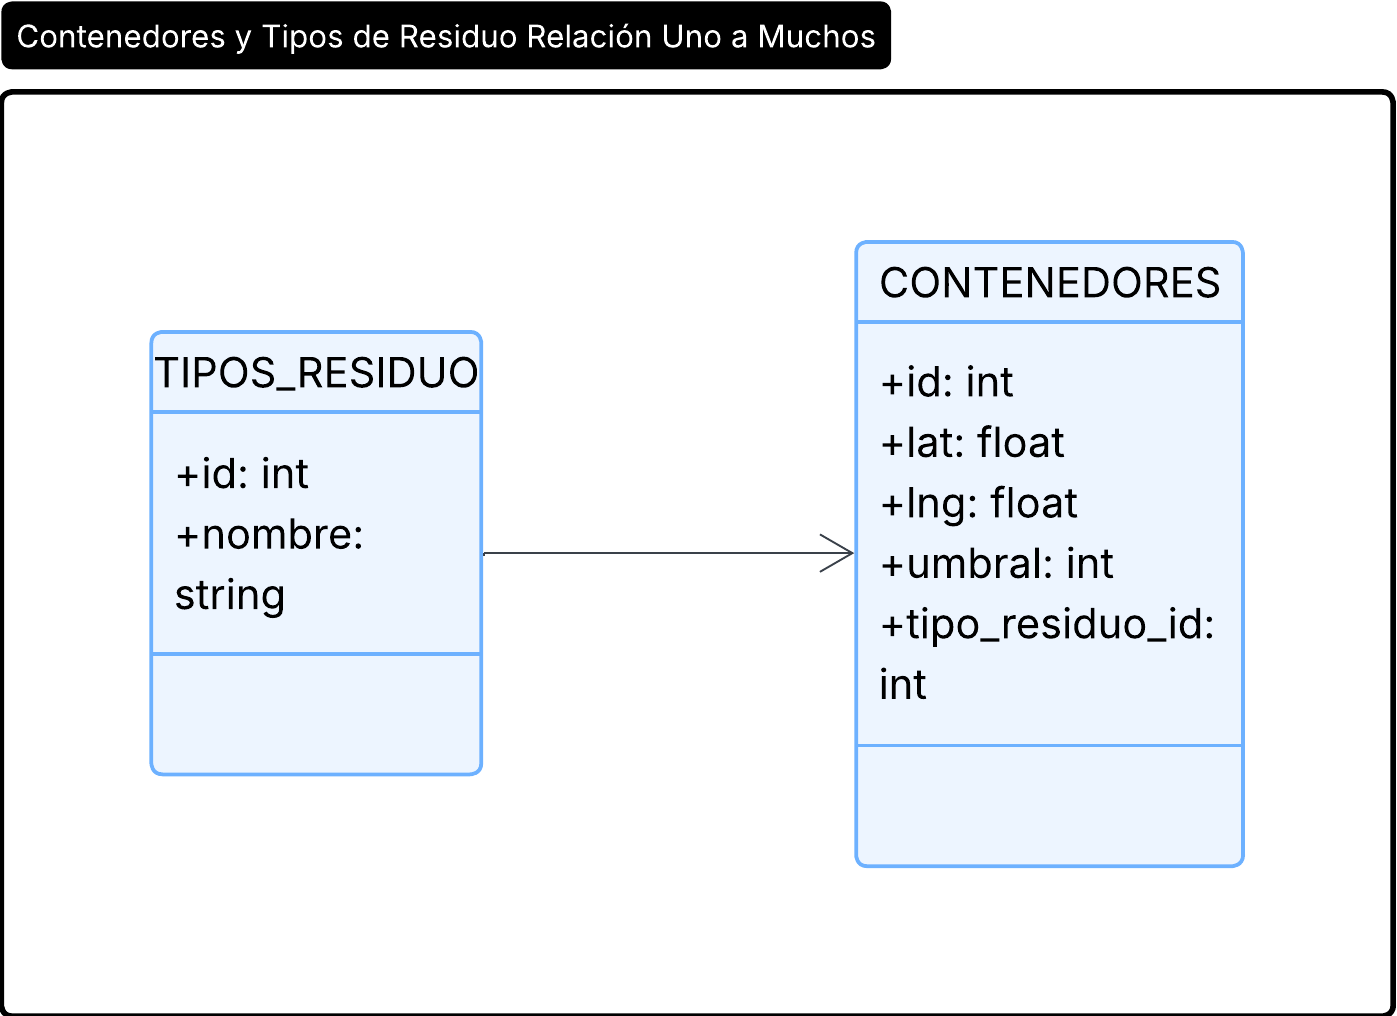 Contenedores y Tipos de Residuo Relación Uno a Muchos
TIPOS_RESIDUO
+id: int
+nombre:
string
CONTENEDORES
+id: int
+lat: float
+lng: float
+umbral: int
+tipo_residuo_id:
int